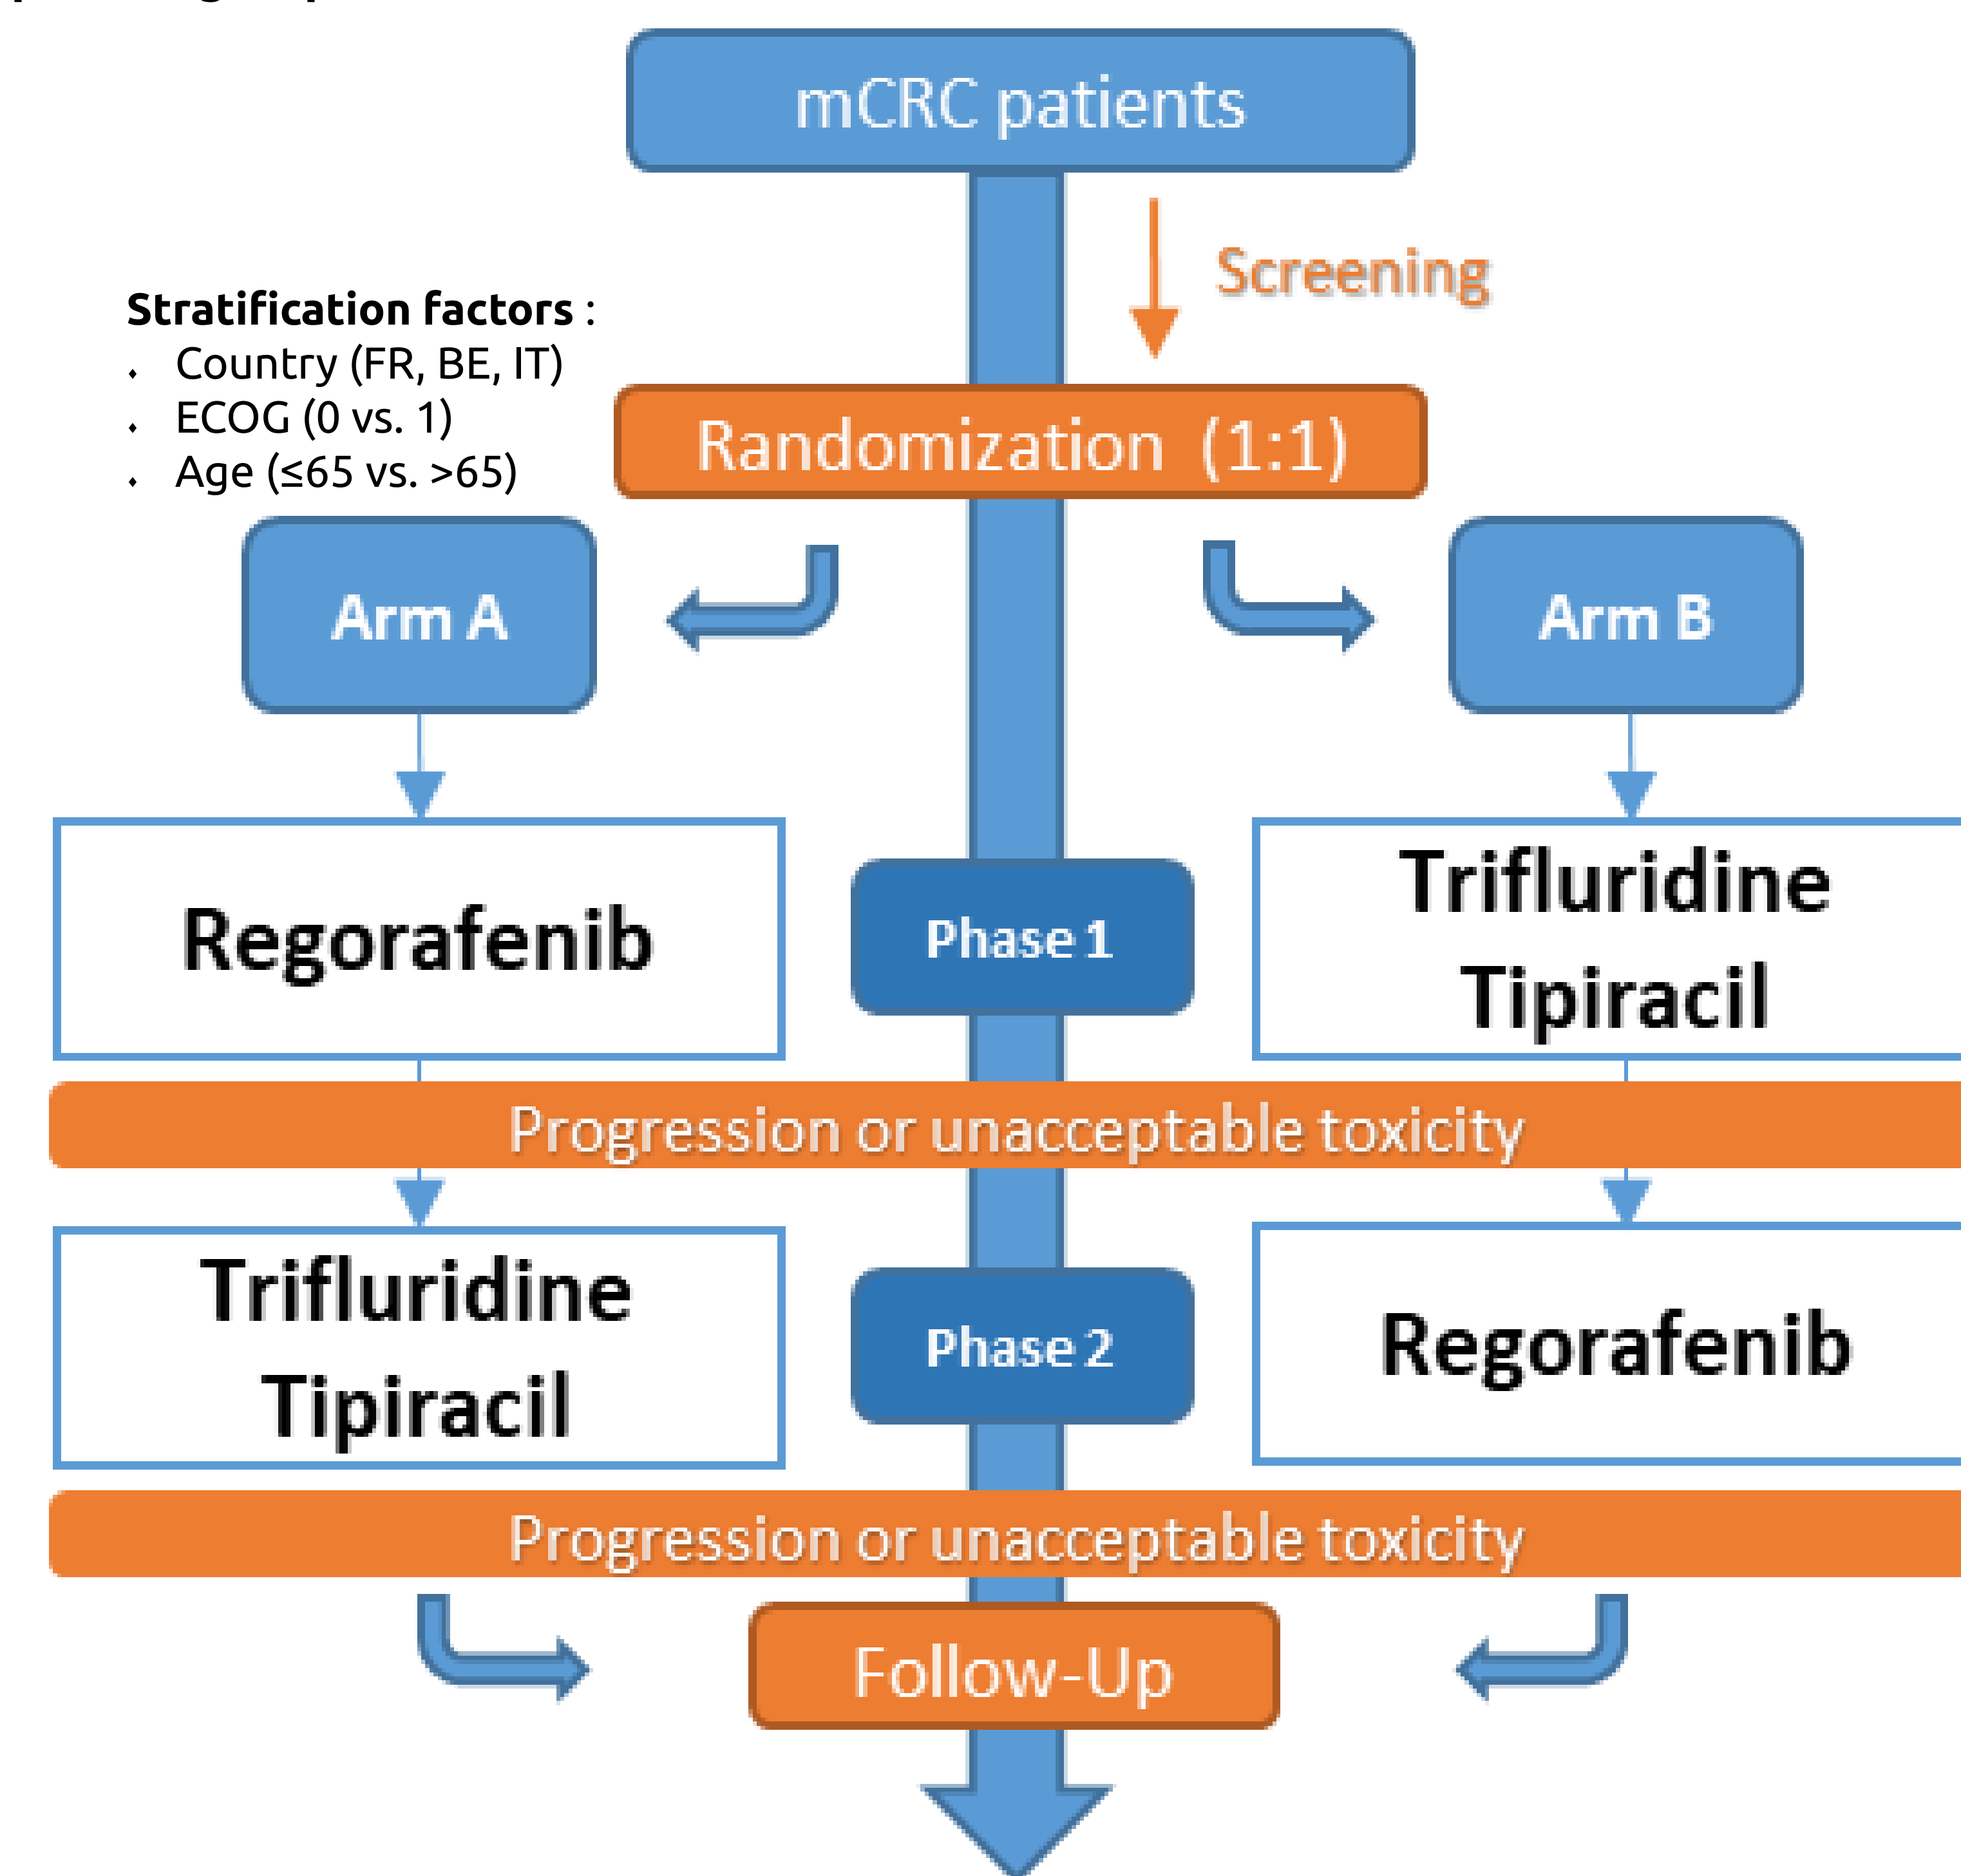 mCRC patients
Screening
Stratification factors :
⬩ Country (FR, BE, IT)
⬩ ECOG (0 vs. 1)
⬩ Age (≤65 vs. >65)
Randomization (1:1)
Arm A
Arm B
Regorafenib
Phase 1
Trifluridine
Tipiracil
Progression or unacceptable toxicity
Trifluridine
Tipiracil
Phase 2
Regorafenib
Progression or unacceptable toxicity
Follow-Up